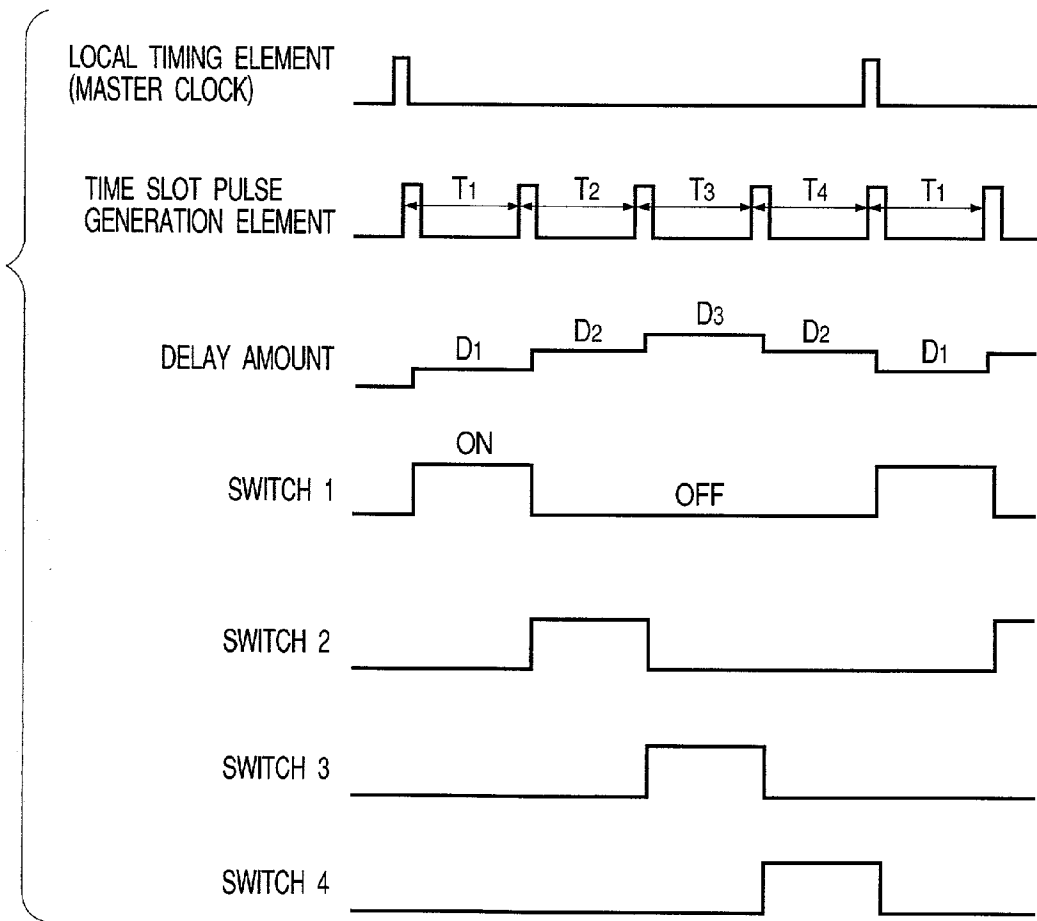 LOCAL TIMING ELEMENT
(MASTER CLOCK)
TIME SLOT PULSE
GENERATION ELEMENT
T1 T2 T3 T4 T1
DELAY AMOUNT
D1 D2 D3 D2 D1
SWITCH 1
ON
OFF
SWITCH 2
SWITCH 3
SWITCH 4